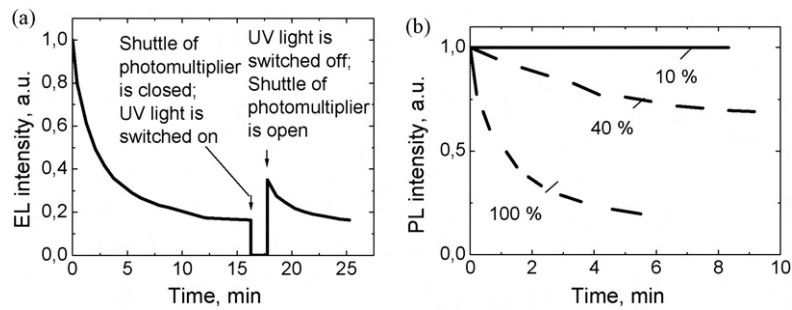 (a)
EL intensity, a.u.
1,0
0,8
0,6
0,4
0,2
0,0
Shuttle of
photomultiplier
is closed;
UV light is
switched on
UV light is
switched off;
Shuttle of
photomultiplier
is open
0 5 10 15 20 25
Time, min
(b)
PL intensity, a.u.
1,0
0,5
0,0
10 %
40 %
100 %
0 2 4 6 8 10
Time, min